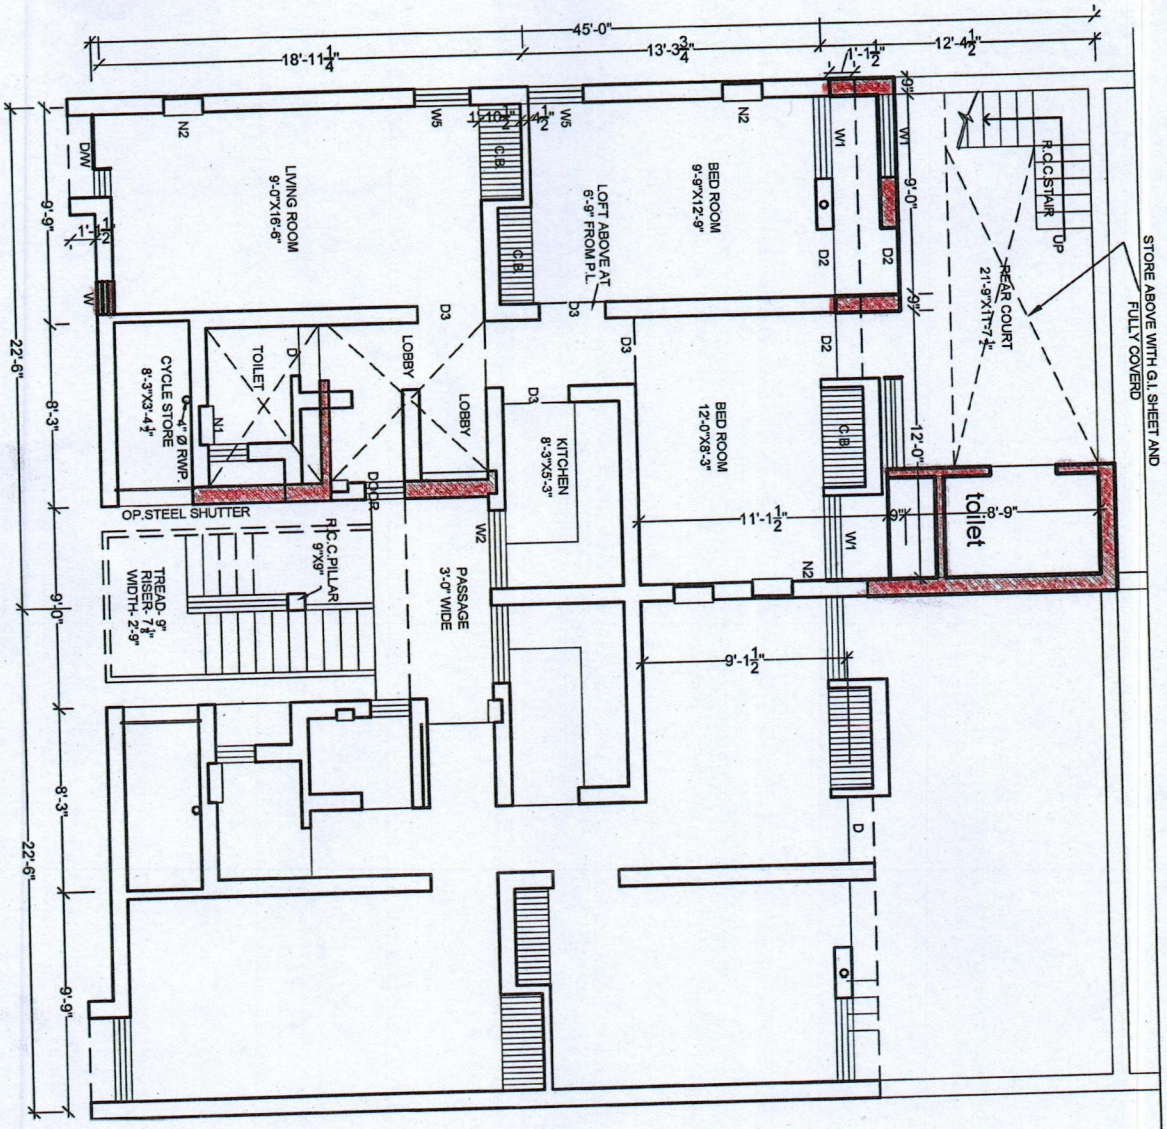 45'-0"
18'-11 1/4"
13'-3 3/4"
1'-1 1/2"
12'-4 1/2"
STORE ABOVE WITH G.I. SHEET AND
FULLY COVERD
R.C.C.STAIR
UP
REAR COURT
21'-9"X11'-7 1/2"
9"
W1
9'-0"
D2
9"
N2
W5
W5
4 1/2"
C.B.
C.B.
N2
W1
D2
BED ROOM
9'-9"X12'-9"
LOFT ABOVE AT
6'-9" FROM P.L
LIVING ROOM
9'-0"X16'-6"
D/W
9'-9"
1'-1 1/2"
W
D3
D3
D3
D3
D2
LOBBY
LOBBY
TOILET
D
N1
4" Ø RWP.
CYCLE STORE
8'-3"X3'-4 1/2"
8'-3"
22'-6"
KITCHEN
8'-3"X5'-3"
BED ROOM
12'-0"X8'-3"
C.B.
12'-0"
toilet
8'-9"
11'-1 1/2"
9"
W1
N2
W2
DOOR
OP.STEEL SHUTTER
R.C.C.PILLAR
9"X9"
PASSAGE
3'-0" WIDE
TREAD- 9"
RISER- 7 1/8"
WIDTH- 2'-9"
9'-0"
9'-1 1/2"
8'-3"
D
22'-6"
9'-9"